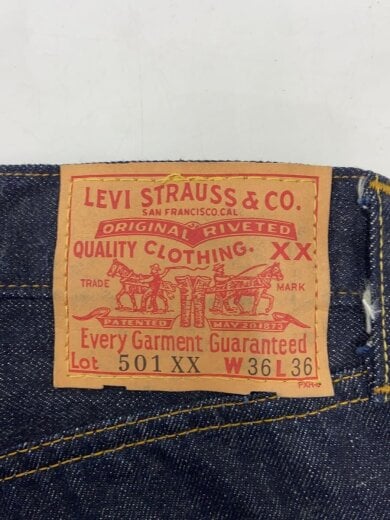 LEVI STRAUSS & CO.
SAN FRANCISCO,CAL.
ORIGINAL RIVETED
QUALITY CLOTHING. XX
TRADE MARK
PATENTED MAY 20 1873
Every Garment Guaranteed
Lot 501 XX W 36 L 36